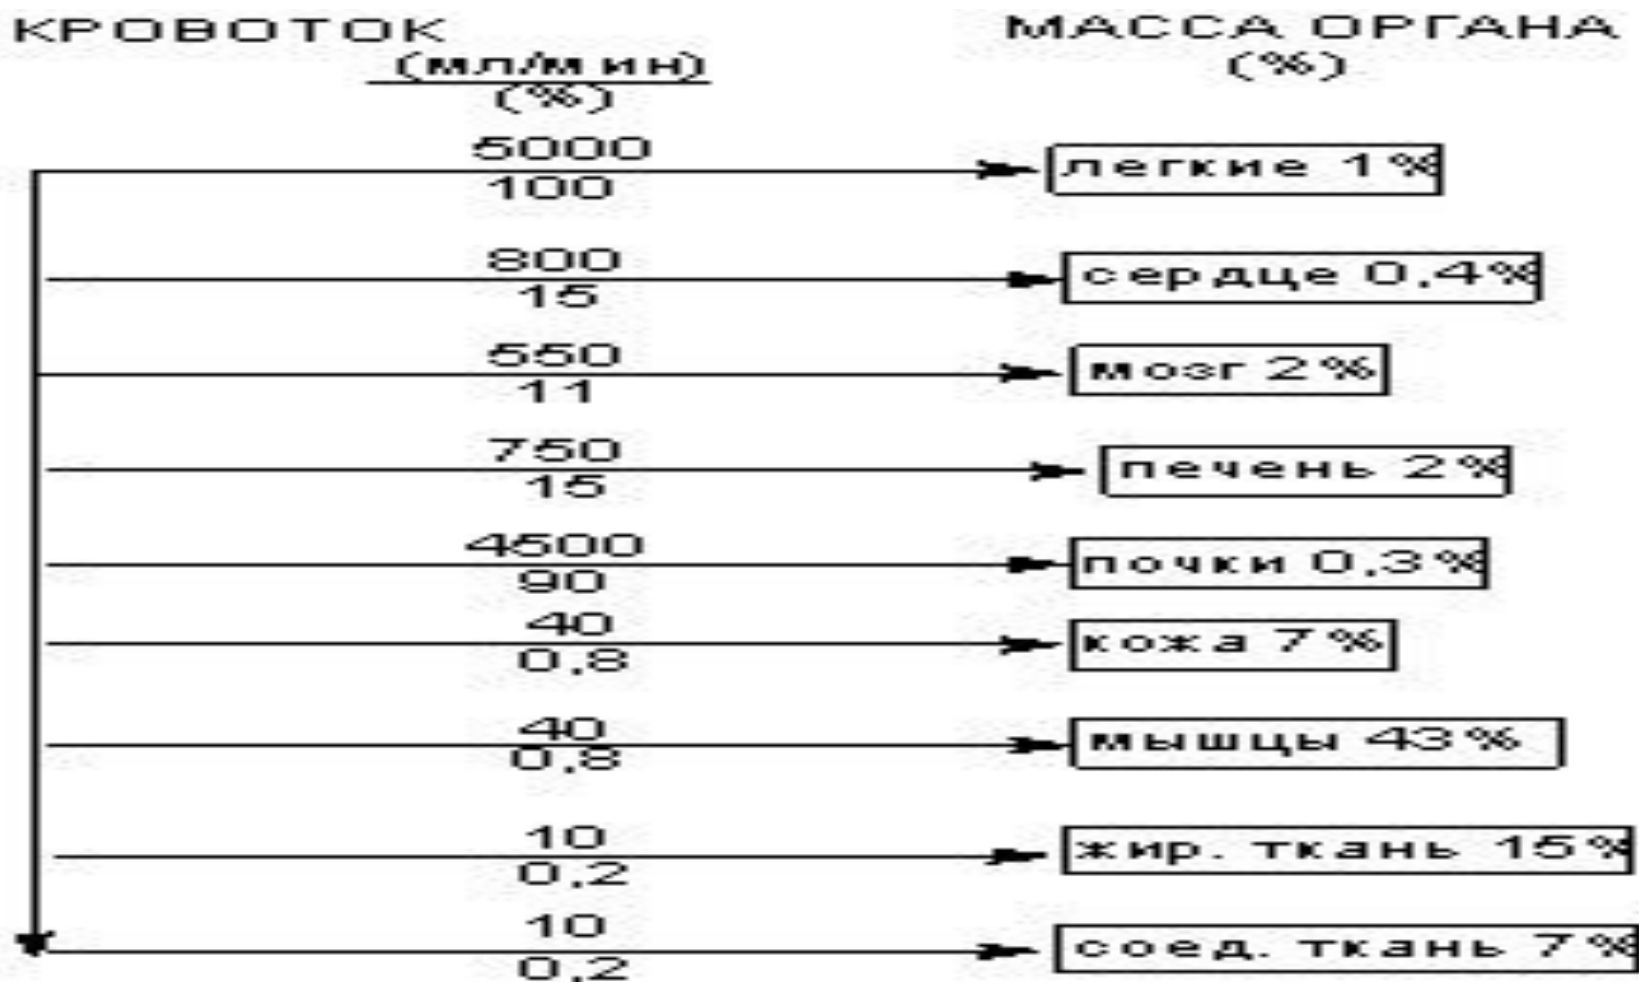 КРОВОТОК
МАССА ОРГАНА
(мл/мин)
(%)
(%)
5000
100
легкие 1%
800
15
сердце 0,4%
550
11
мозг 2%
750
15
печень 2%
4500
90
почки 0,3%
40
0,8
кожа 7%
40
0,8
мышцы 43%
10
0,2
жир. ткань 15%
10
0,2
соед. ткань 7%